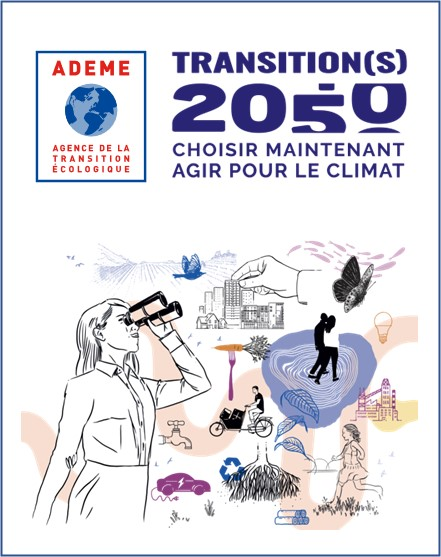 ADEME
AGENCE DE LA
TRANSITION
ÉCOLOGIQUE
TRANSITION(S)
2050
CHOISIR MAINTENANT
AGIR POUR LE CLIMAT